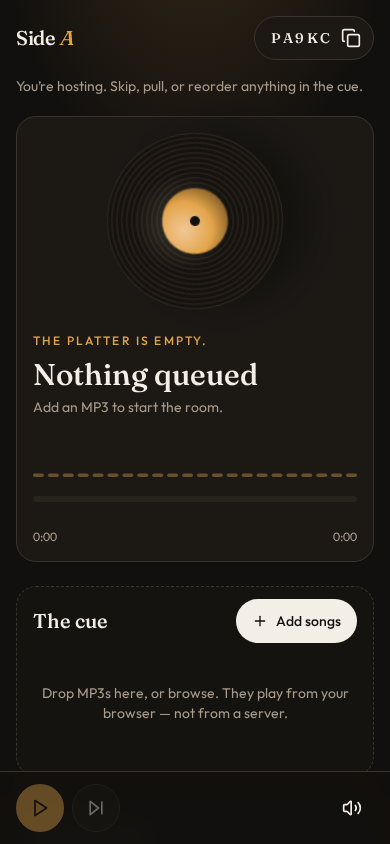 Side A
PA9KC
You're hosting. Skip, pull, or reorder anything in the cue.
THE PLATTER IS EMPTY.
Nothing queued
Add an MP3 to start the room.
0:00
0:00
The cue
Add songs
Drop MP3s here, or browse. They play from your
browser — not from a server.